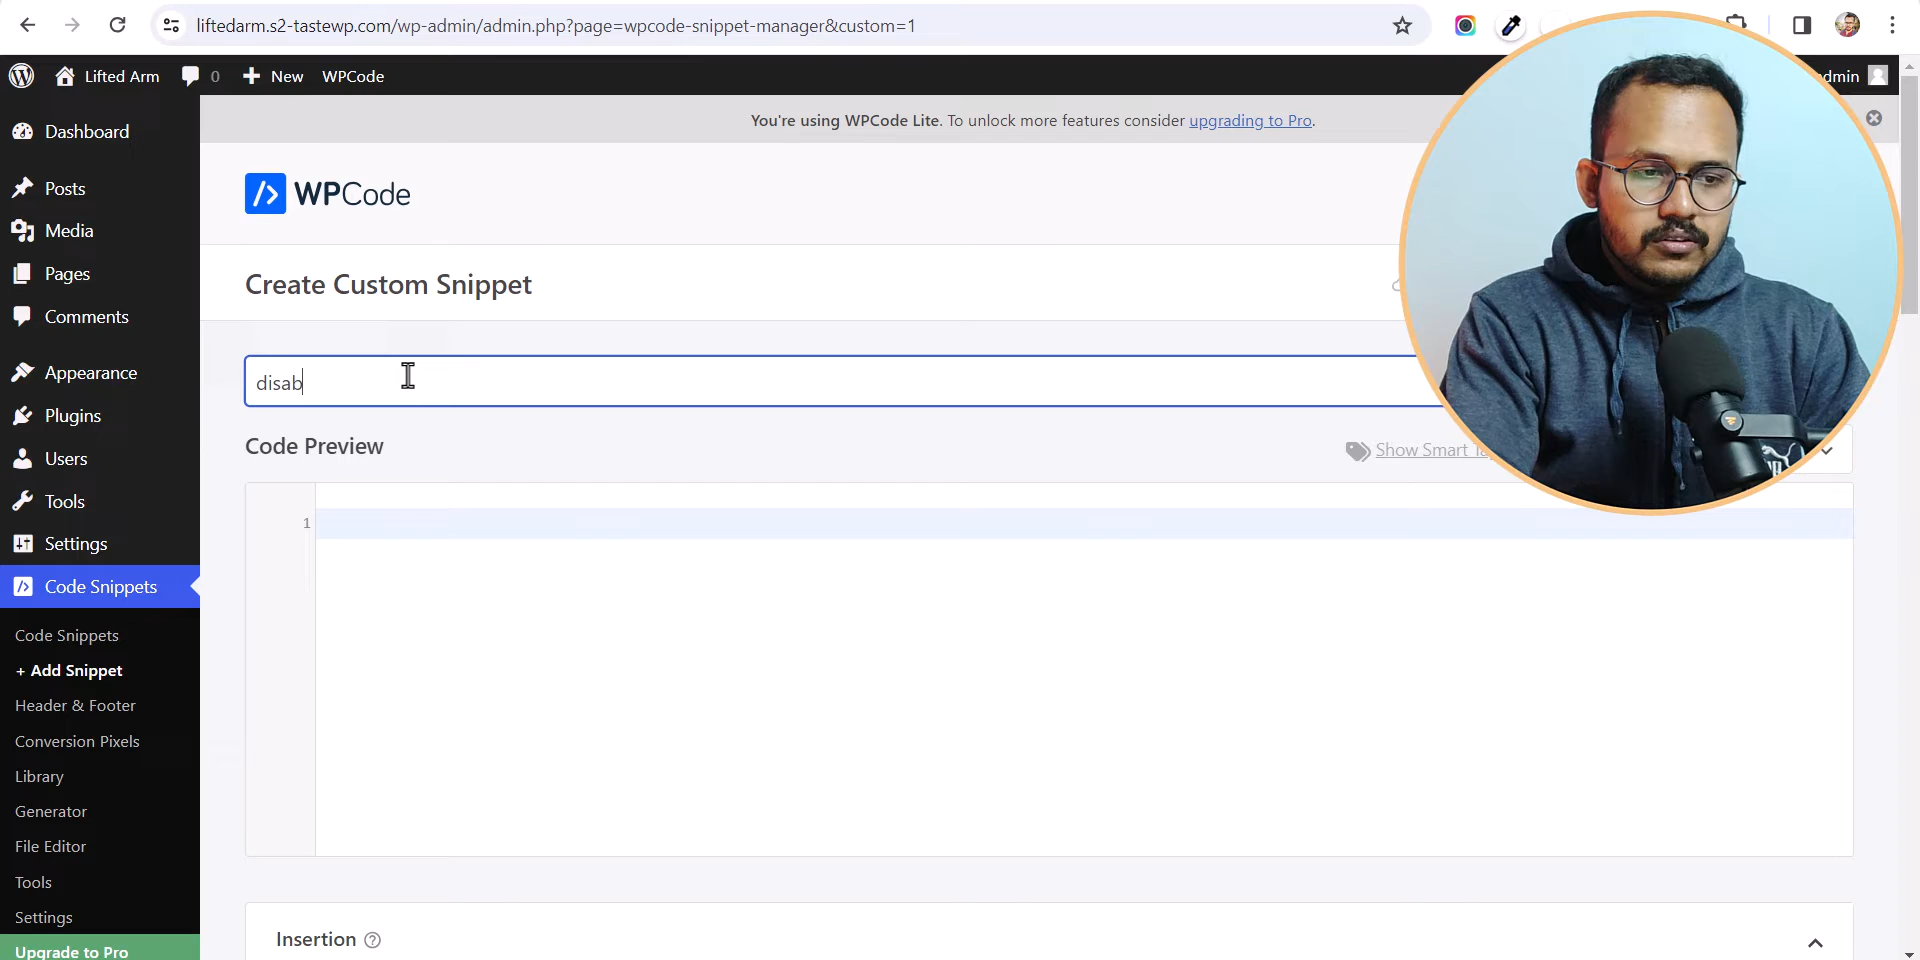 liftedarm.s2-tastewp.com/wp-admin/admin.php?page=wpcode-snippet-manager&custom=1
Lifted Arm 0 New WPCode
You're using WPCode Lite. To unlock more features consider upgrading to Pro.
WPCode
Create Custom Snippet
disab
Code Preview
Show Smart
1
Insertion
Dashboard
Posts
Media
Pages
Comments
Appearance
Plugins
Users
Tools
Settings
Code Snippets
Code Snippets
+ Add Snippet
Header & Footer
Conversion Pixels
Library
Generator
File Editor
Tools
Settings
Upgrade to Pro